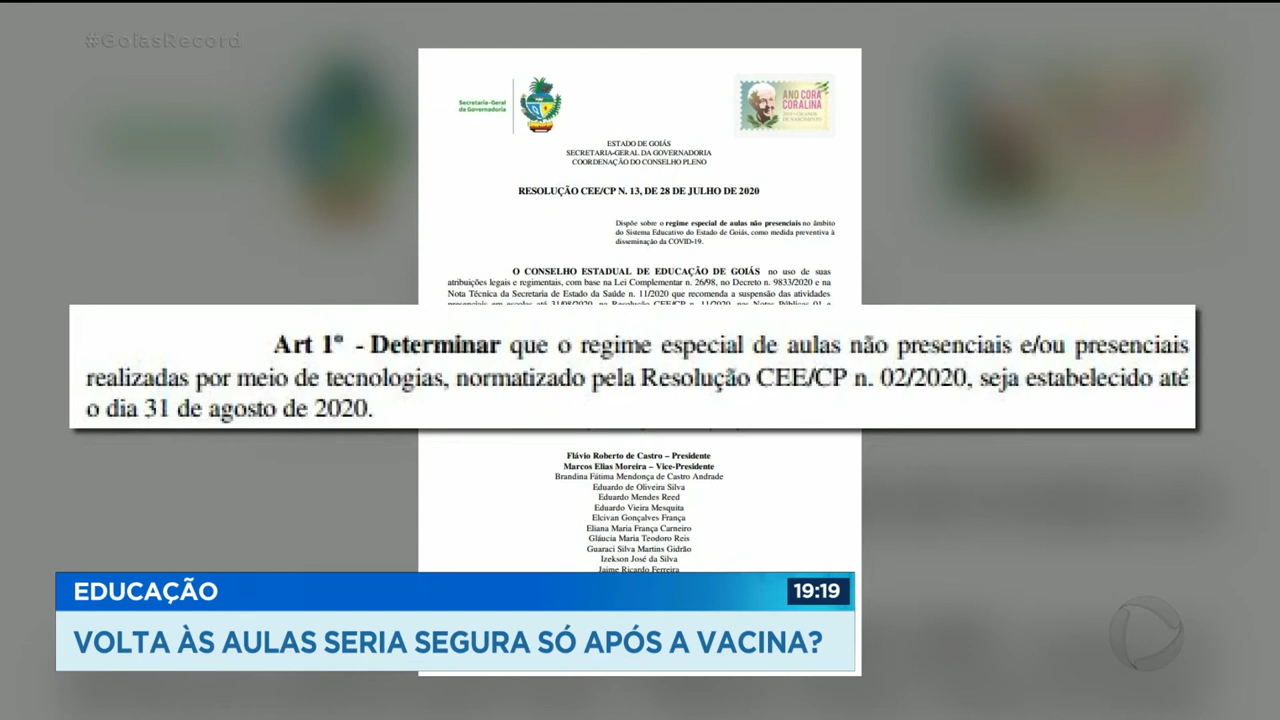 #GoiasRecord
Secretaria-Geral
da Governadoria
ANO CORA
CORALINA
ESTADO DE GOIÁS
SECRETARIA-GERAL DA GOVERNADORIA
COORDENAÇÃO DO CONSELHO PLENO
RESOLUÇÃO CEE/CP N. 13, DE 28 DE JULHO DE 2020
Dispõe sobre o regime especial de aulas não presenciais no âmbito
do Sistema Educativo do Estado de Goiás, como medida preventiva à
disseminação da COVID-19.
O CONSELHO ESTADUAL DE EDUCAÇÃO DE GOIÁS no uso de suas
atribuições legais e regimentais, com base na Lei Complementar n. 26/98, no Decreto n. 9833/2020 e na
Nota Técnica da Secretaria de Estado da Saúde n. 11/2020 que recomenda a suspensão das atividades
Art 1º - Determinar que o regime especial de aulas não presenciais e/ou presenciais
realizadas por meio de tecnologias, normatizado pela Resolução CEE/CP n. 02/2020, seja estabelecido até
o dia 31 de agosto de 2020.
Flávio Roberto de Castro – Presidente
Marcos Elias Moreira – Vice-Presidente
Brandina Fátima Mendonça de Castro Andrade
Eduardo de Oliveira Silva
Eduardo Mendes Reed
Eduardo Vieira Mesquita
Elcivan Gonçalves França
Eliana Maria França Carneiro
Gláucia Maria Teodoro Reis
Guaraci Silva Martins Gidrão
Izekson José da Silva
Jaime Ricardo Ferreira
EDUCAÇÃO
19:19
VOLTA ÀS AULAS SERIA SEGURA SÓ APÓS A VACINA?